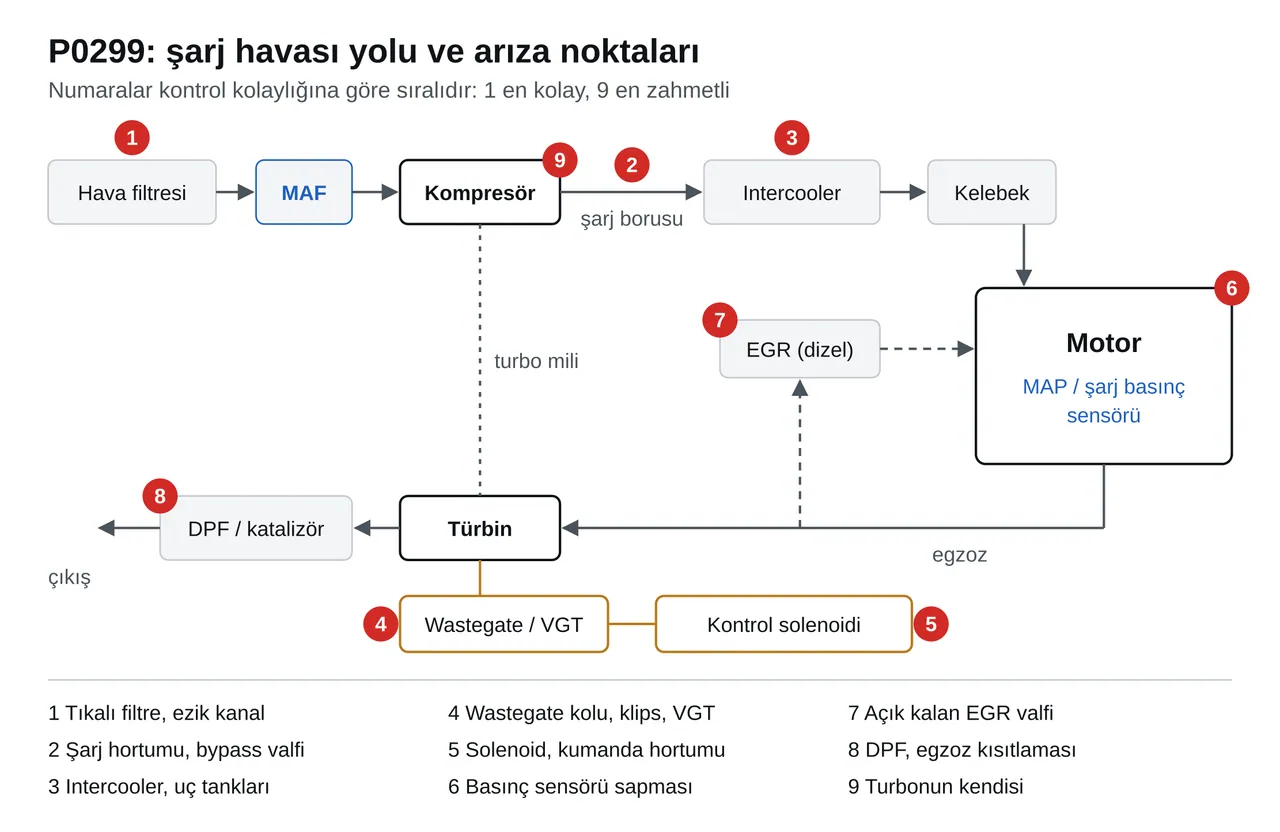 P0299: şarj havası yolu ve arıza noktaları
Numaralar kontrol kolaylığına göre sıralıdır: 1 en kolay, 9 en zahmetli
1
Hava filtresi
MAF
Kompresör
9
2
şarj borusu
3
Intercooler
Kelebek
6
Motor
MAP / şarj basınç
sensörü
7
EGR (dizel)
turbo mili
8
DPF / katalizör
Türbin
egzoz
çıkış
4
Wastegate / VGT
Kontrol solenoidi
5
1 Tıkalı filtre, ezik kanal
2 Şarj hortumu, bypass valfi
3 Intercooler, uç tankları
4 Wastegate kolu, klips, VGT
5 Solenoid, kumanda hortumu
6 Basınç sensörü sapması
7 Açık kalan EGR valfi
8 DPF, egzoz kısıtlaması
9 Turbonun kendisi